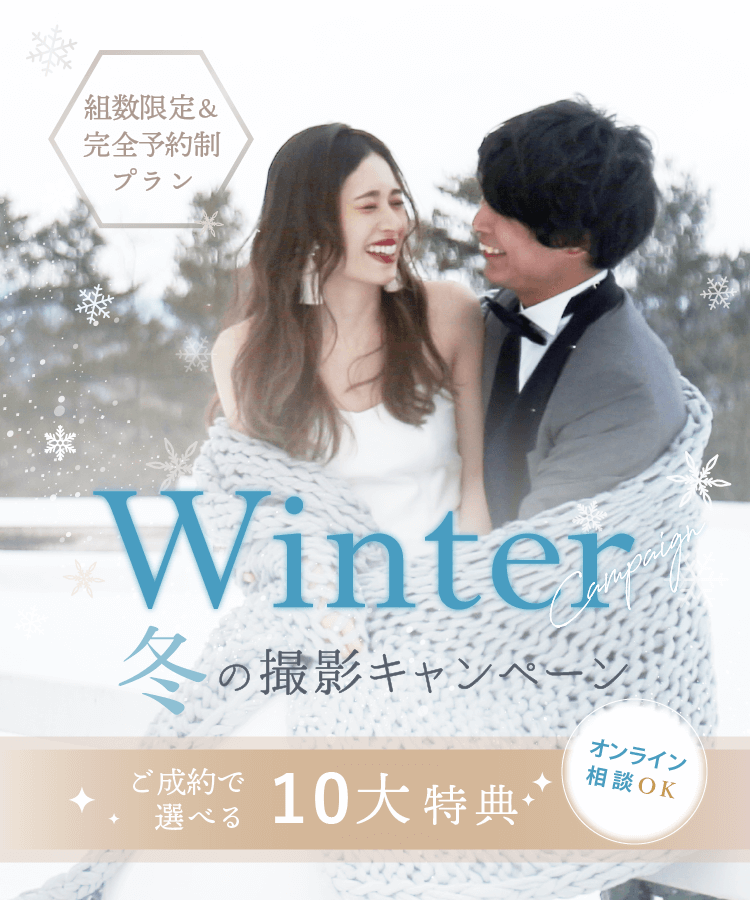 組数限定&
完全予約制
プラン
Winter
Campaign
冬の撮影キャンペーン
ご成約で
選べる
10大特典
オンライン
相談OK